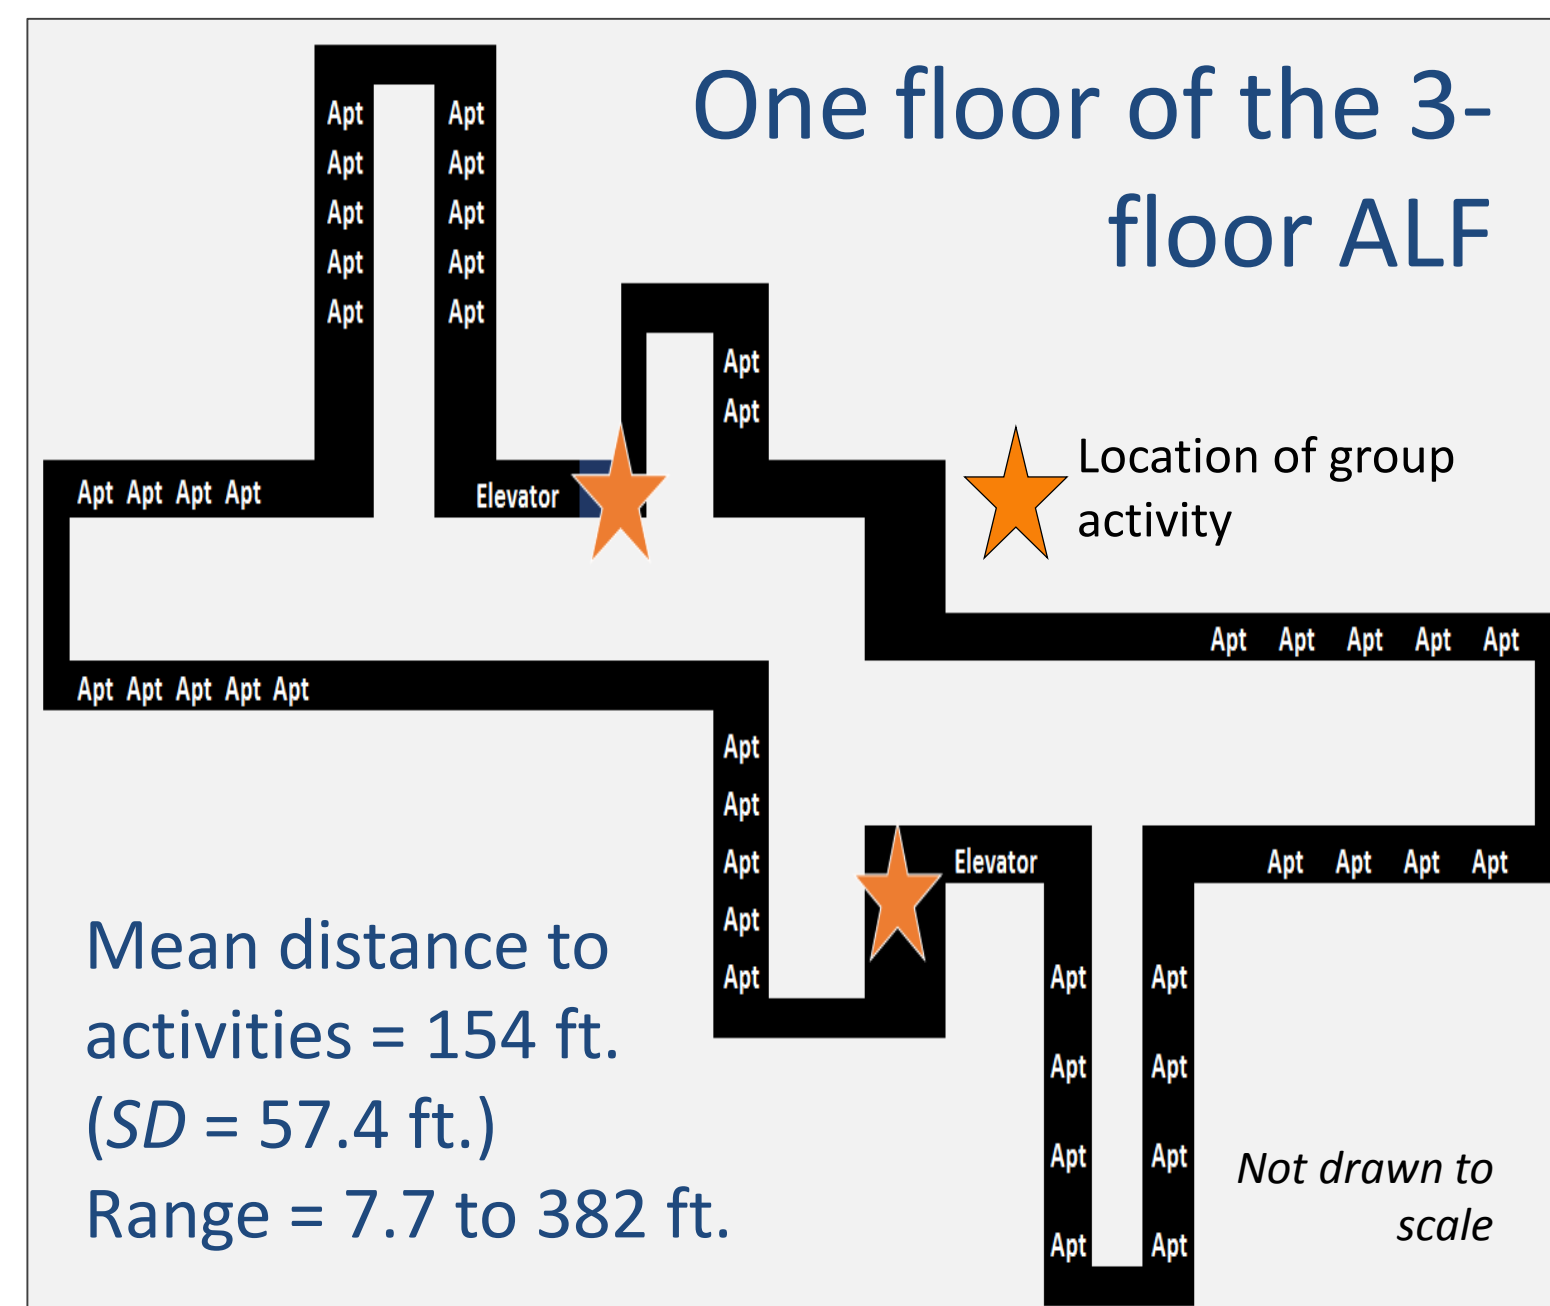 One floor of the 3-
floor ALF
Apt Apt
Apt Apt
Apt Apt
Apt Apt
Apt Apt
Apt
Apt
Location of group
activity
Apt Apt Apt Apt
Elevator
Apt Apt Apt Apt Apt
Apt Apt Apt Apt Apt
Apt
Apt
Apt
Apt
Apt
Elevator
Apt Apt Apt Apt
Apt Apt
Apt Apt
Apt Apt
Apt Apt
Mean distance to
activities = 154 ft.
(SD = 57.4 ft.)
Range = 7.7 to 382 ft.
Not drawn to
scale